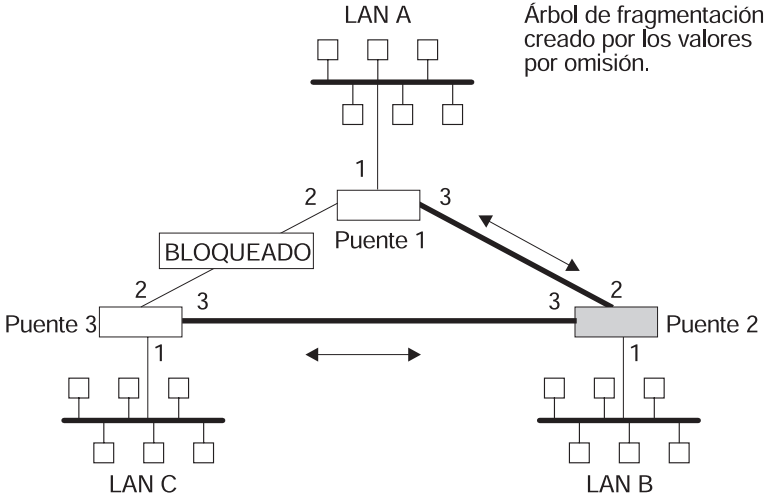 LAN A
Árbol de fragmentación
creado por los valores
por omisión.
1
2
3
Puente 1
BLOQUEADO
2
3
3
2
Puente 3
Puente 2
1
1
LAN C
LAN B